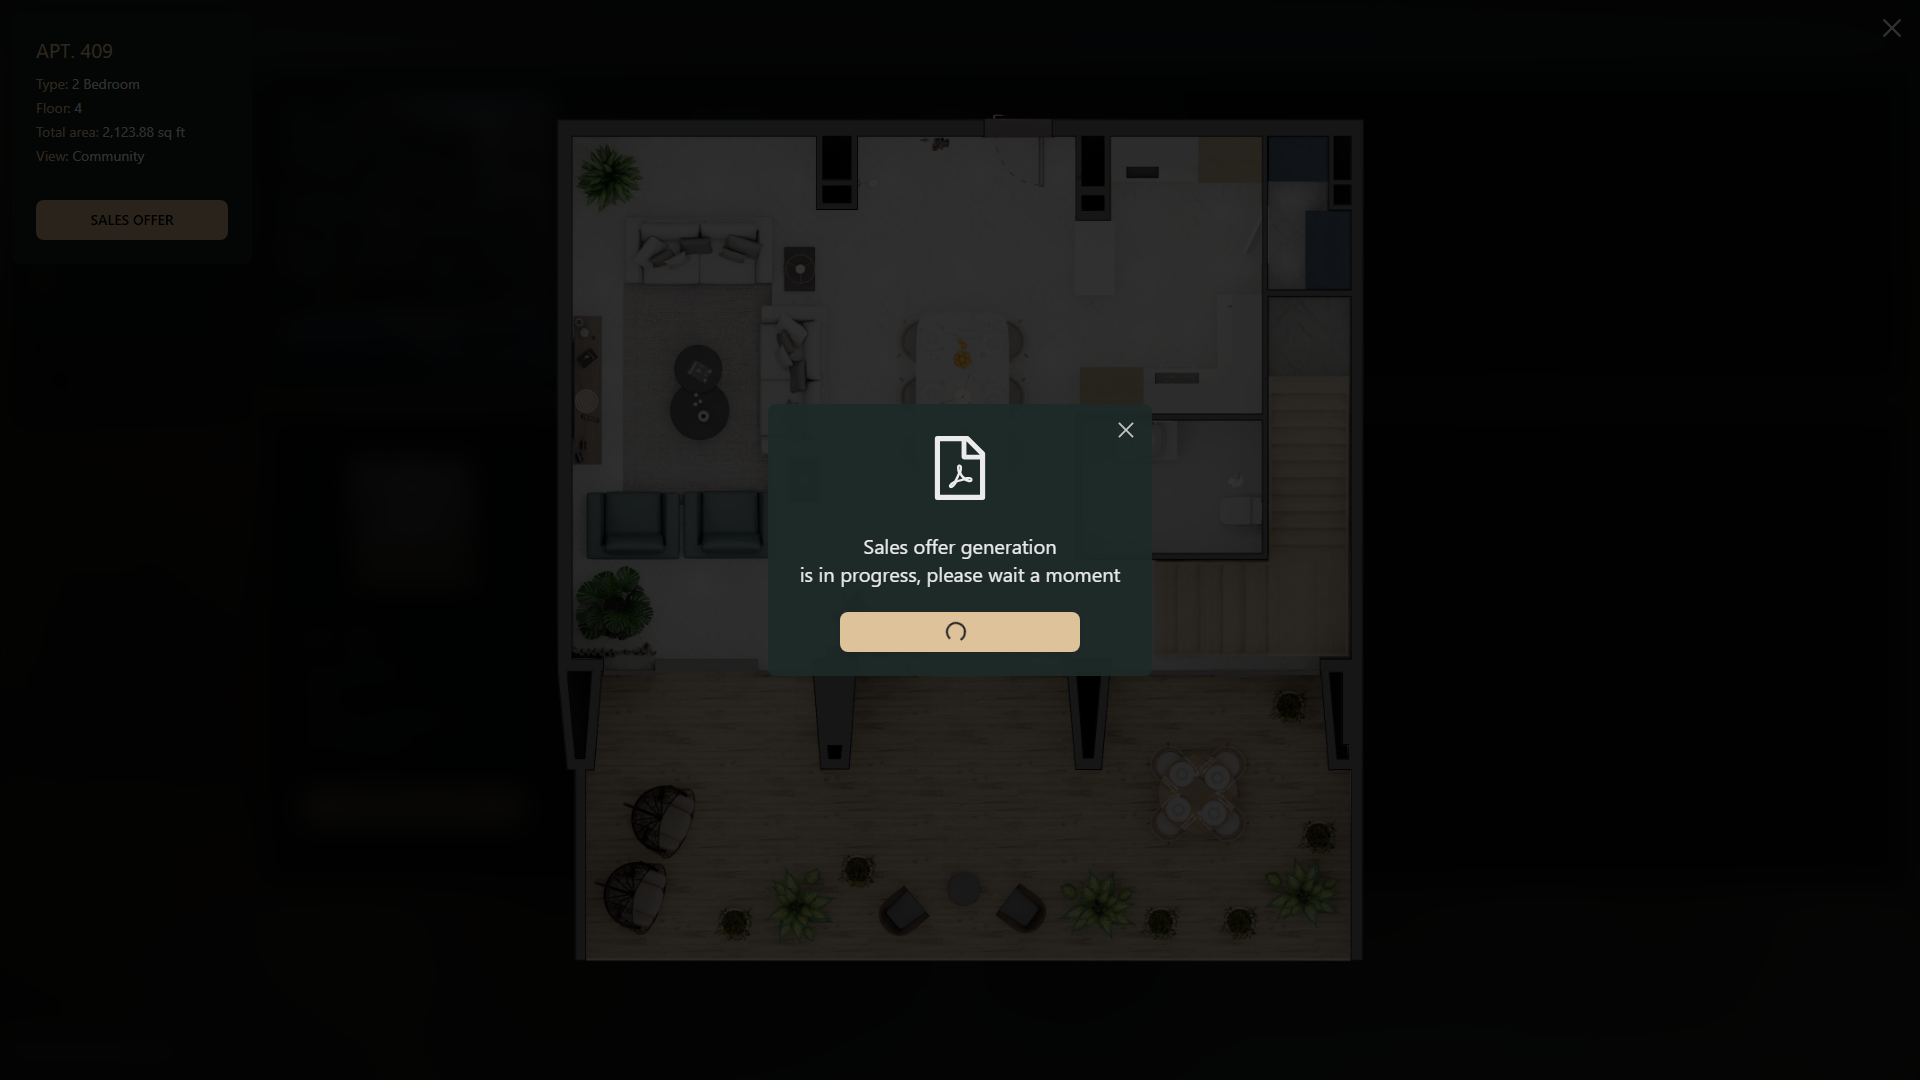 APT. 409
Type: 2 Bedroom
Floor: 4
Total area: 2,123.88 sq ft
View: Community
SALES OFFER
Sales offer generation
is in progress, please wait a moment